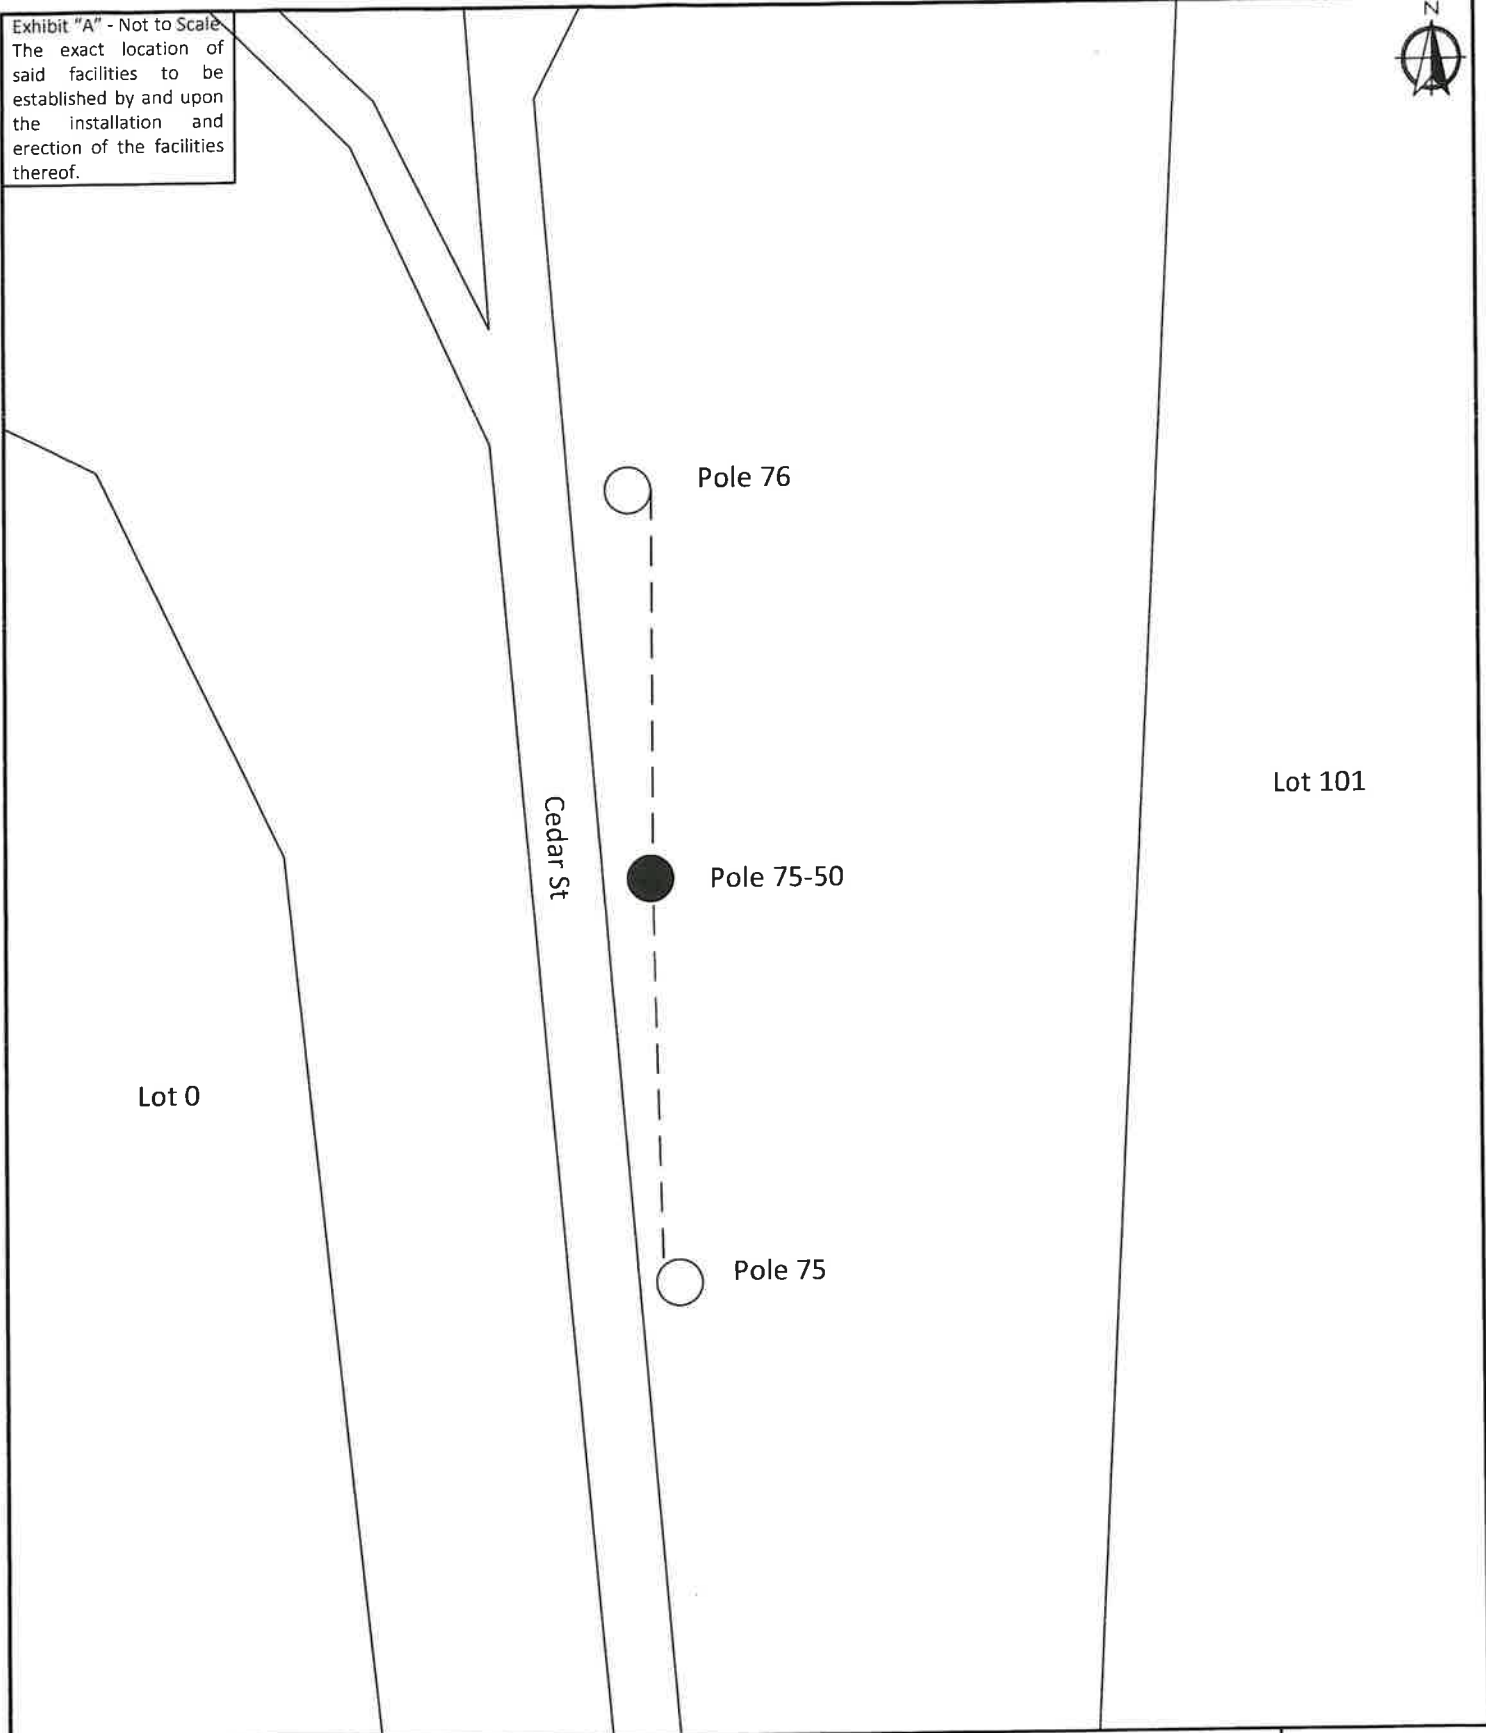 Exhibit "A" - Not to Scale
The exact location of
said facilities to be
established by and upon
the installation and
erection of the facilities
thereof.
N
Pole 76
Lot 101
Cedar St
Pole 75-50
Lot 0
Pole 75